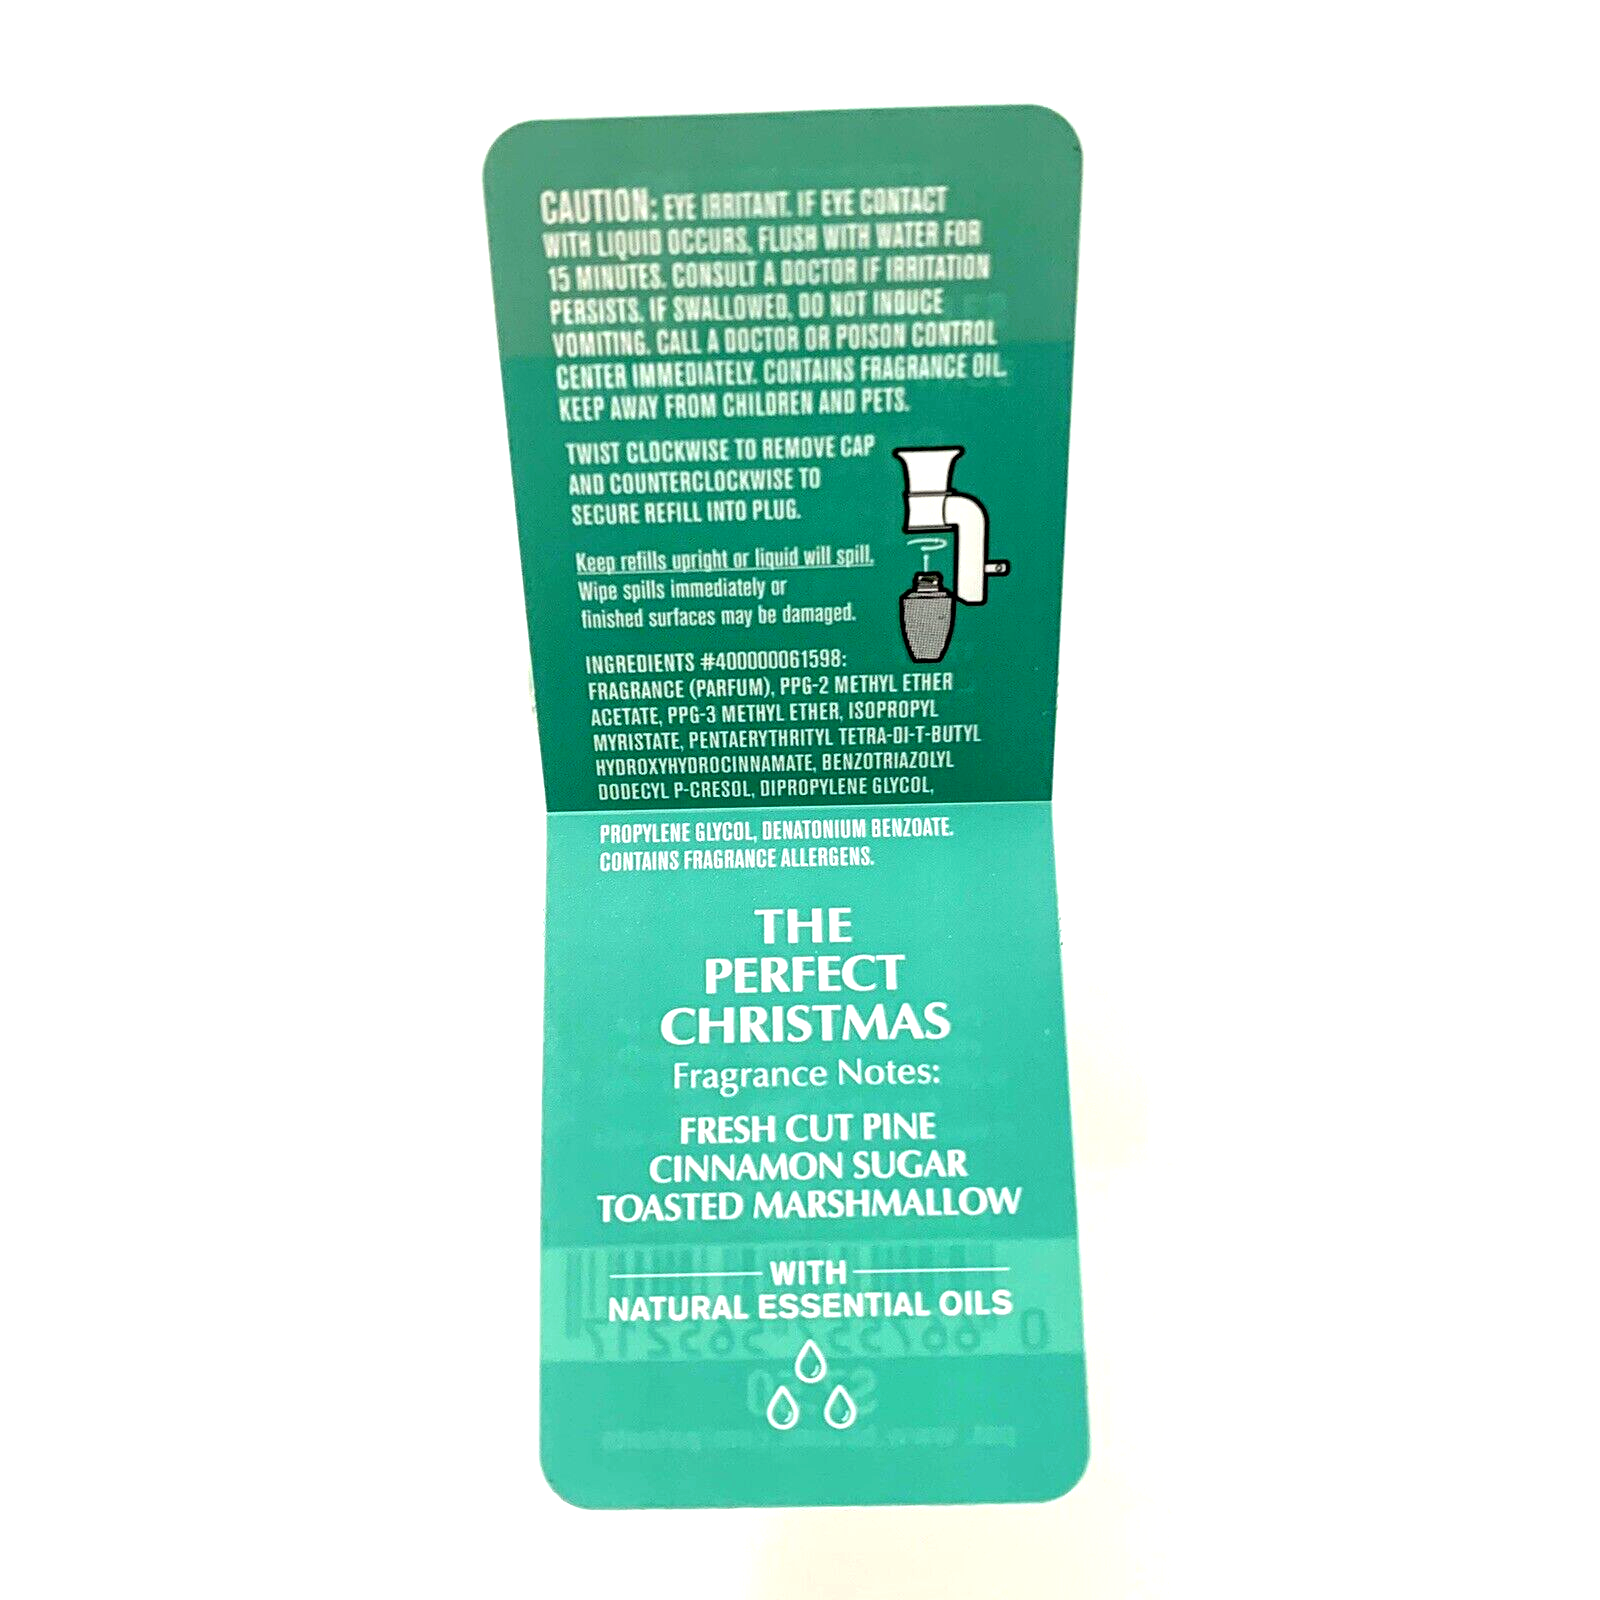 CAUTION: EYE IRRITANT. IF EYE CONTACT
WITH LIQUID OCCURS, FLUSH WITH WATER FOR
15 MINUTES. CONSULT A DOCTOR IF IRRITATION
PERSISTS. IF SWALLOWED, DO NOT INDUCE
VOMITING. CALL A DOCTOR OR POISON CONTROL
CENTER IMMEDIATELY. CONTAINS FRAGRANCE OIL.
KEEP AWAY FROM CHILDREN AND PETS.
TWIST CLOCKWISE TO REMOVE CAP
AND COUNTERCLOCKWISE TO
SECURE REFILL INTO PLUG.
Keep refills upright or liquid will spill.
Wipe spills immediately or
finished surfaces may be damaged.
INGREDIENTS #400000061598:
FRAGRANCE (PARFUM), PPG-2 METHYL ETHER
ACETATE, PPG-3 METHYL ETHER, ISOPROPYL
MYRISTATE, PENTAERYTHRITYL TETRA-DI-T-BUTYL
HYDROXYHYDROCINNAMATE, BENZOTRIAZOLYL
DODECYL P-CRESOL, DIPROPYLENE GLYCOL,
PROPYLENE GLYCOL, DENATONIUM BENZOATE.
CONTAINS FRAGRANCE ALLERGENS.
THE
PERFECT
CHRISTMAS
Fragrance Notes:
FRESH CUT PINE
CINNAMON SUGAR
TOASTED MARSHMALLOW
WITH
NATURAL ESSENTIAL OILS